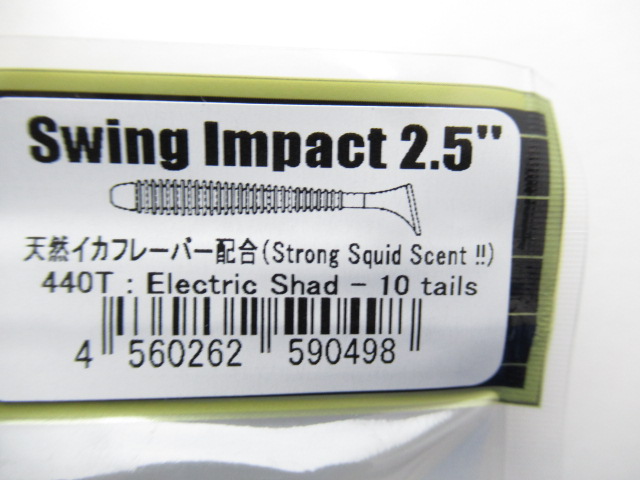 Swing Impact 2.5"
天然イカフレーバー配合(Strong Squid Scent !!)
440T : Electric Shad - 10 tails
4 560262 590498